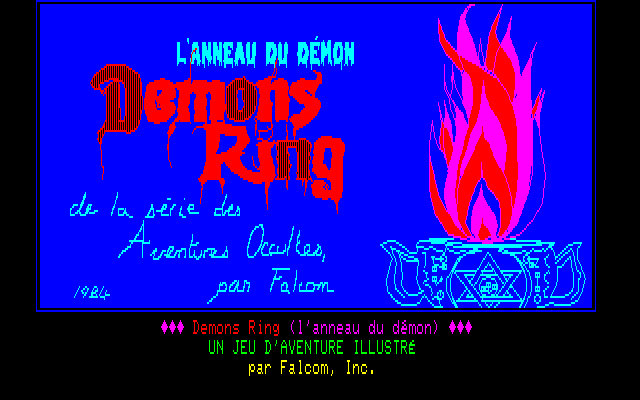 L'ANNEAU DU DÉMON
Demons
Ring
de la série des
Aventures Occultes,
par Falcom
1984
♦♦♦ Demons Ring (l'anneau du démon) ♦♦♦
UN JEU D'AVENTURE ILLUSTRÉ
par Falcom, Inc.